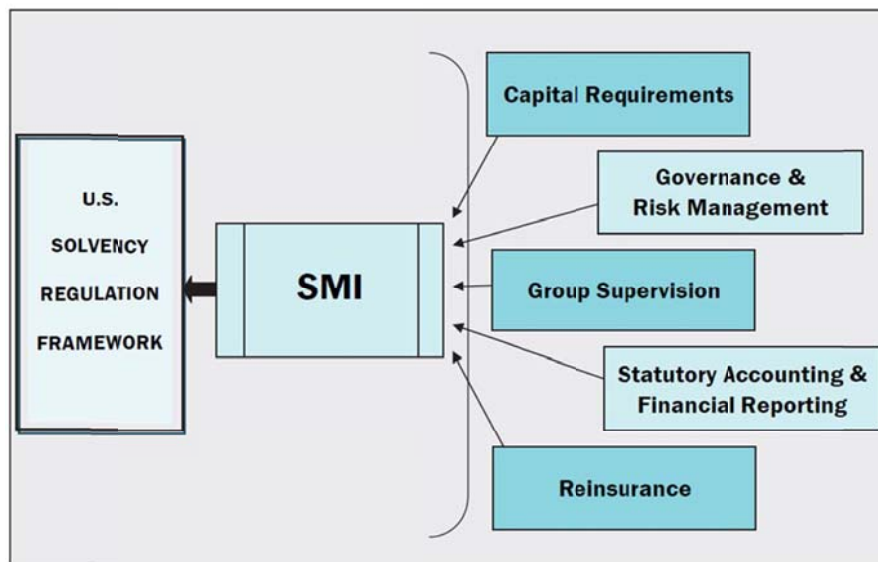 U.S.
SOLVENCY
REGULATION
FRAMEWORK
SMI
Capital Requirements
Governance &
Risk Management
Group Supervision
Statutory Accounting &
Financial Reporting
Reinsurance